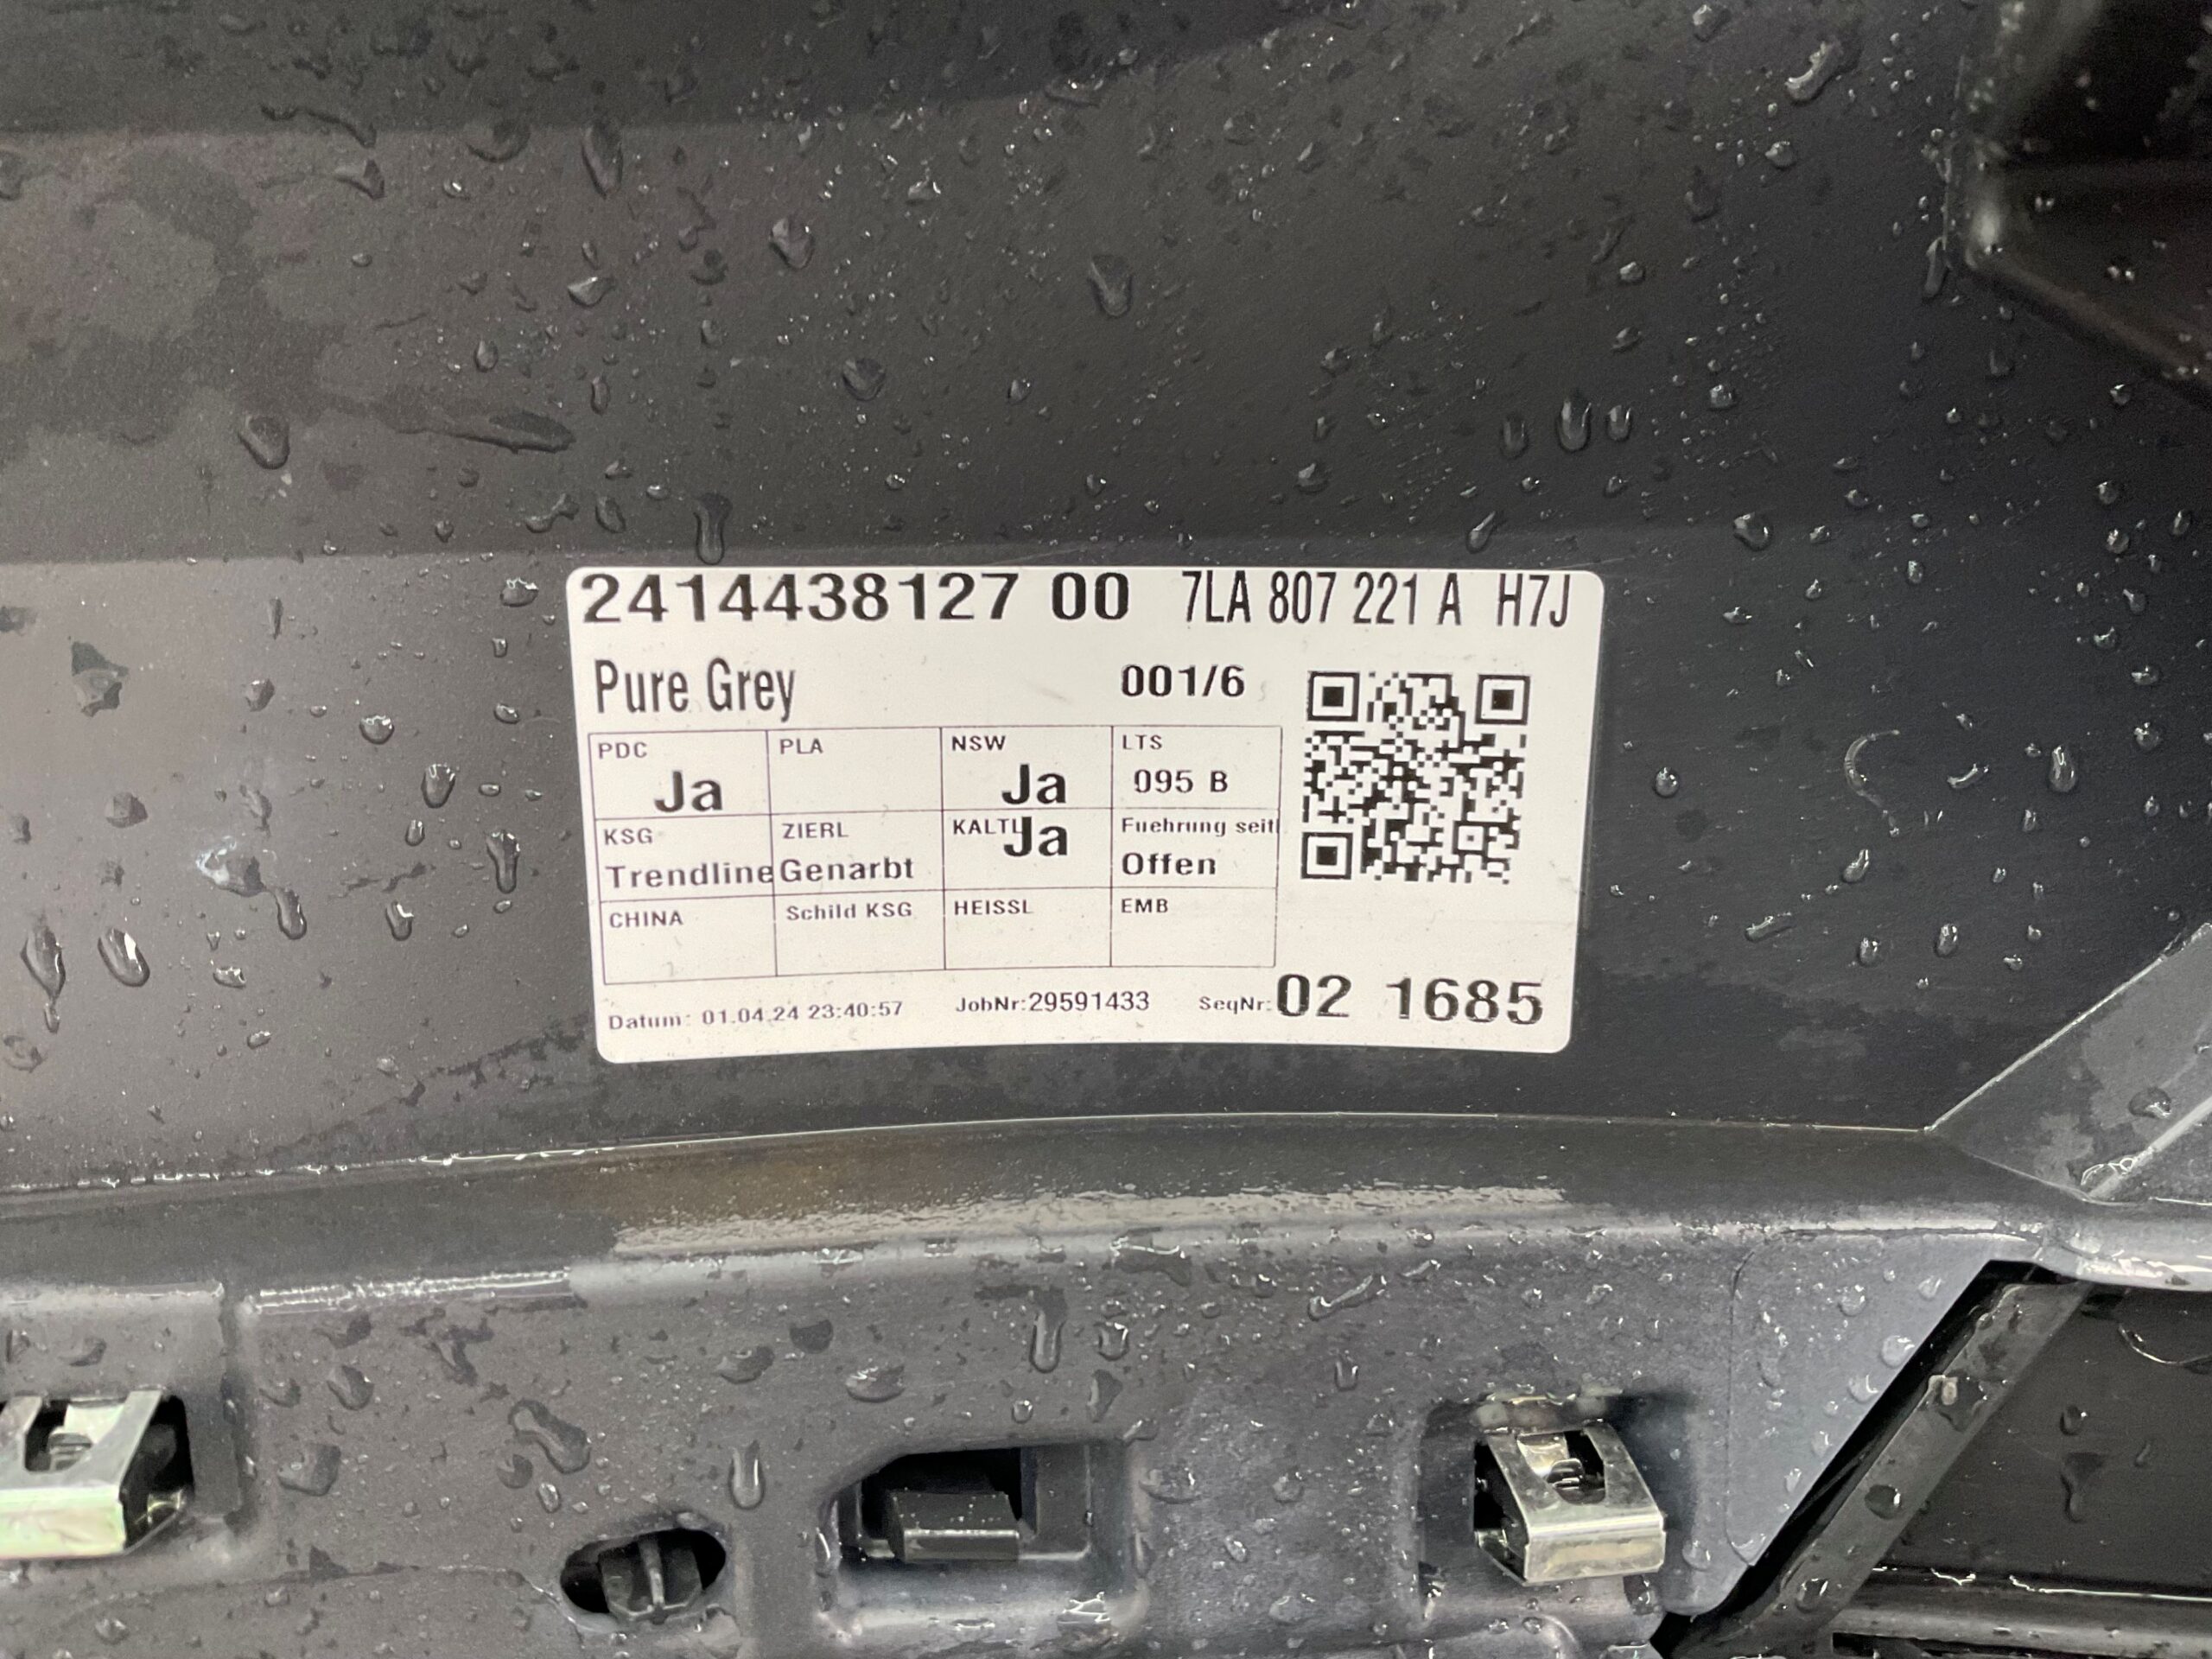 2414438127 00 7LA 807 221 A H7J
Pure Grey 001/6
PDC PLA NSW LTS
Ja Ja 095 B
KSG ZIERL KALTL Fuehrung seitl
Trendline Genarbt Ja Offen
CHINA Schild KSG HEISSL EMB
Datum: 01.04.24 23:40:57 JobNr:29591433 SeqNr:02 1685